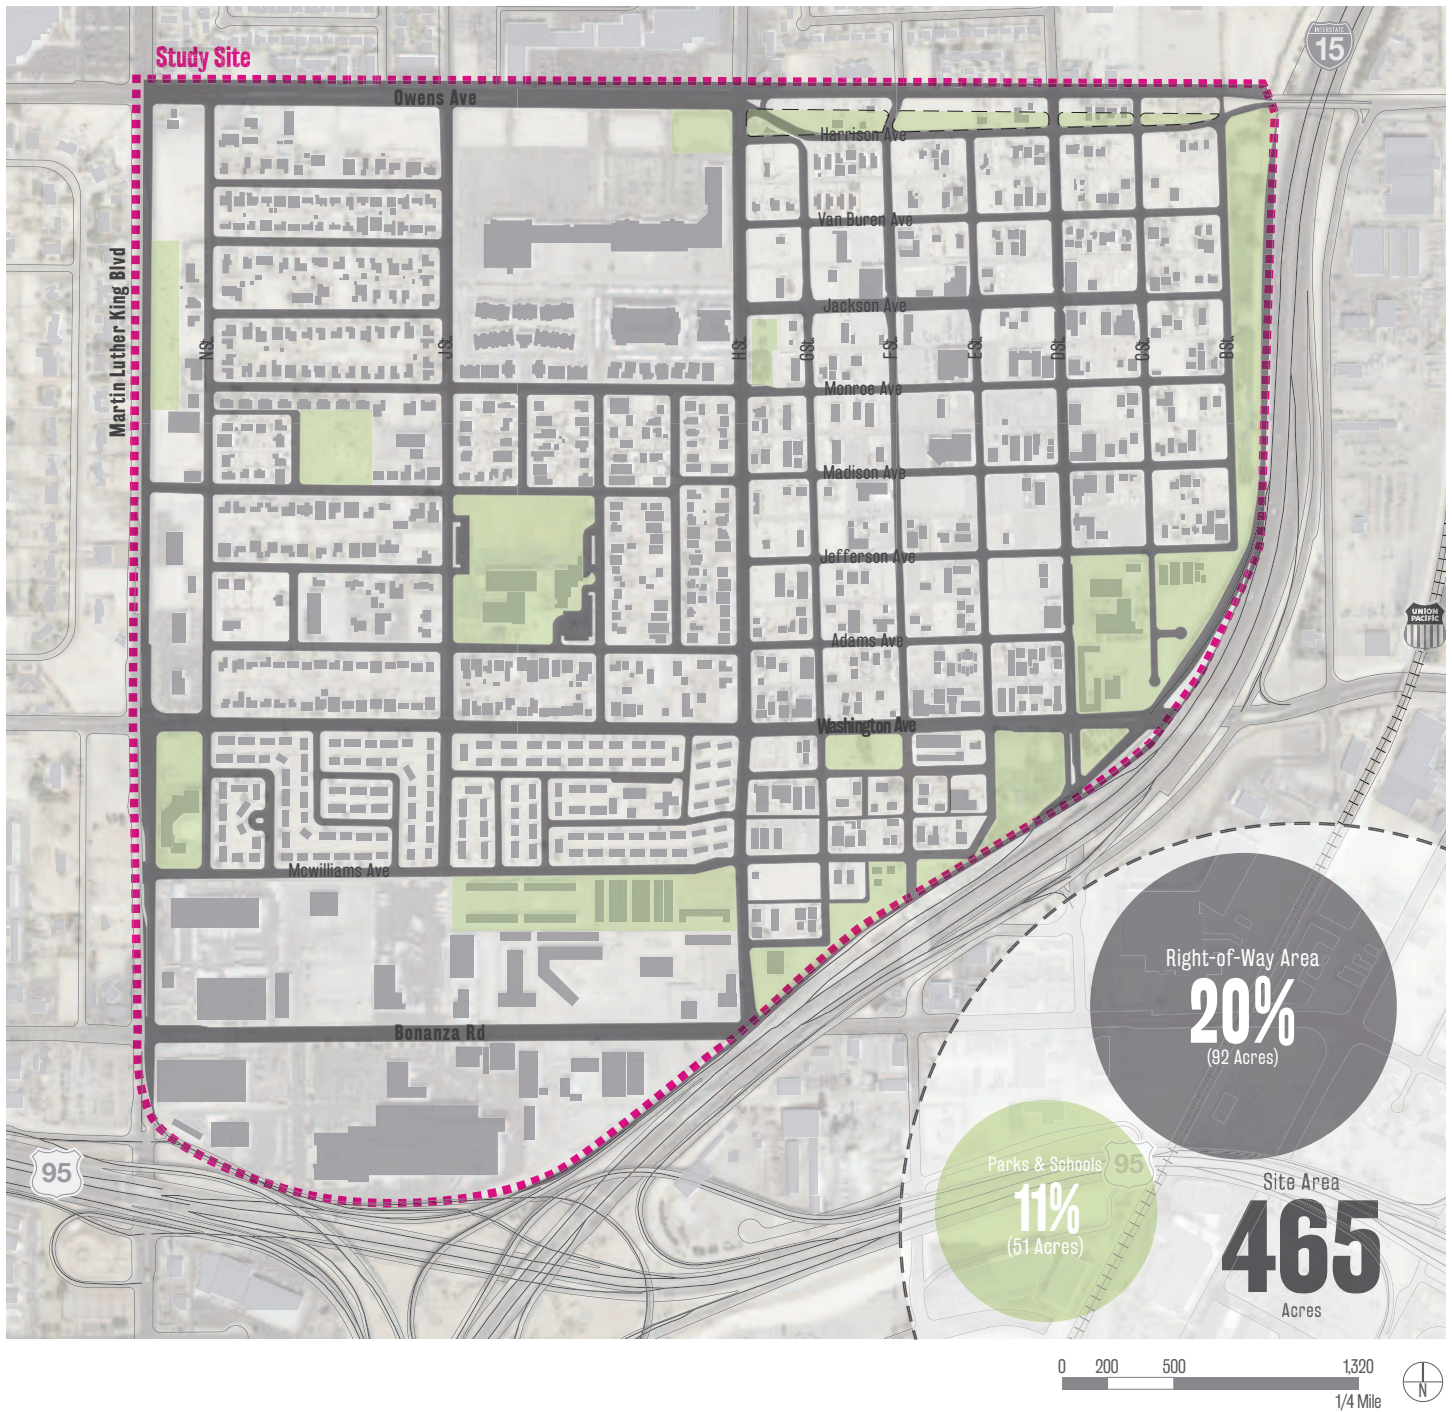 Study Site
INTERSTATE
15
Owens Ave
Harrison Ave
Van Buren Ave
Martin Luther King Blvd
Jackson Ave
N St.
J St.
H St.
G St.
F St.
E St.
D St.
C St.
B St.
Monroe Ave
Madison Ave
Jefferson Ave
UNION
PACIFIC
Adams Ave
Washington Ave
Mcwilliams Ave
Right-of-Way Area
20%
(92 Acres)
Bonanza Rd
95
Parks & Schools
95
11%
(51 Acres)
Site Area
465
Acres
0 200 500 1,320
1/4 Mile
N